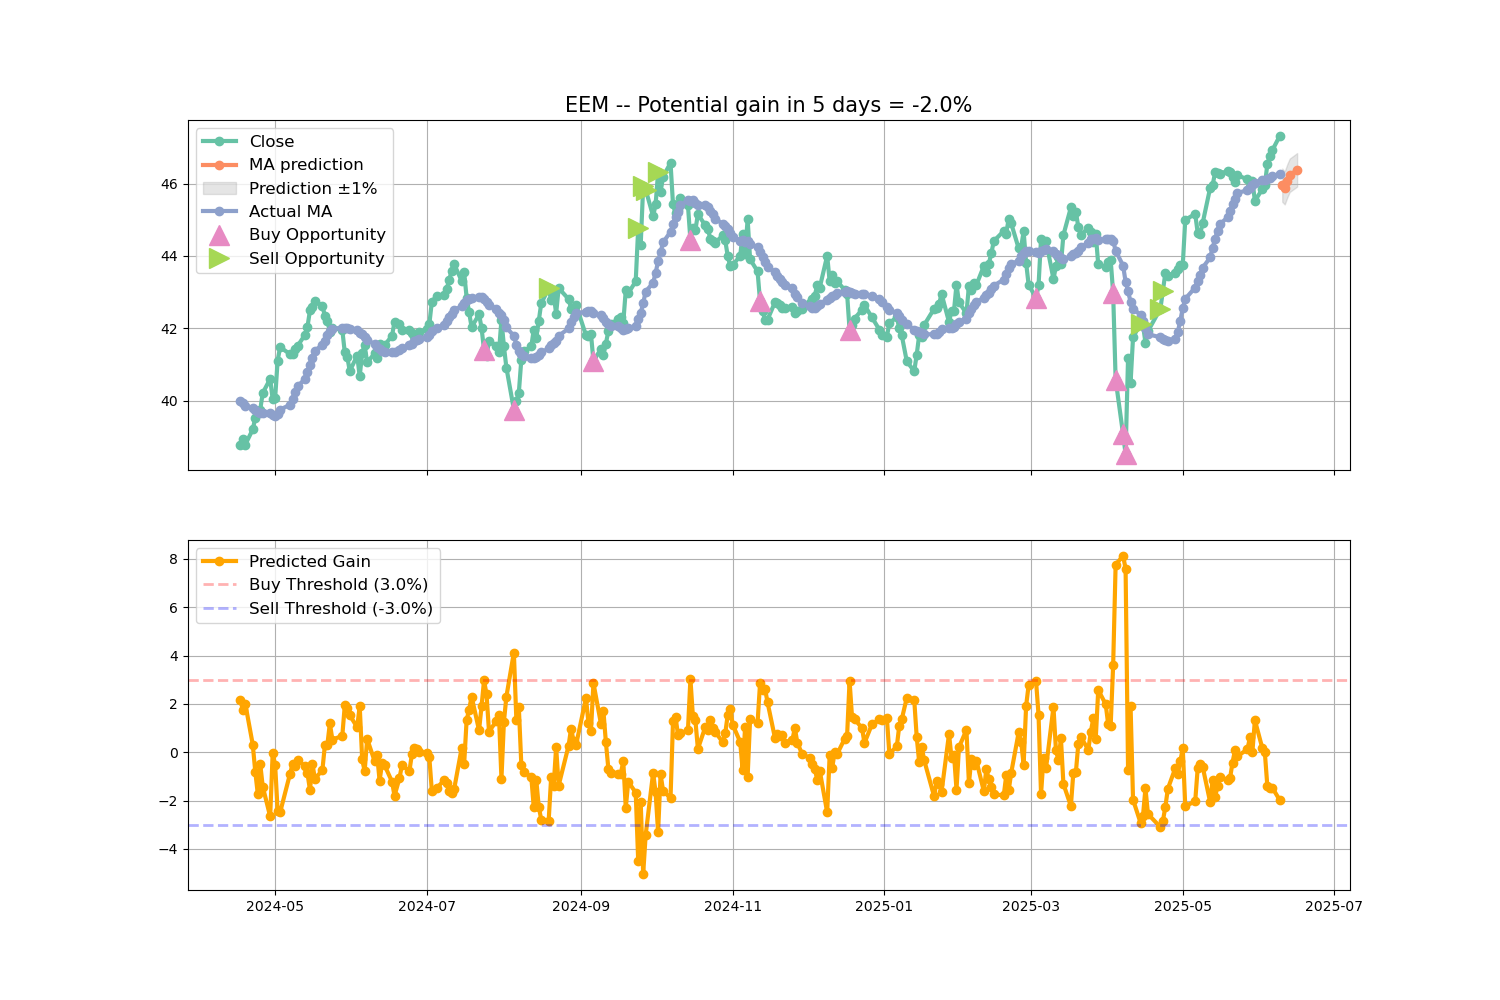 EEM -- Potential gain in 5 days = -2.0%
Close
MA prediction
Prediction ±1%
Actual MA
Buy Opportunity
Sell Opportunity
46
44
42
40
Predicted Gain
Buy Threshold (3.0%)
Sell Threshold (-3.0%)
8
6
4
2
0
−2
−4
2024-05 2024-07 2024-09 2024-11 2025-01 2025-03 2025-05 2025-07